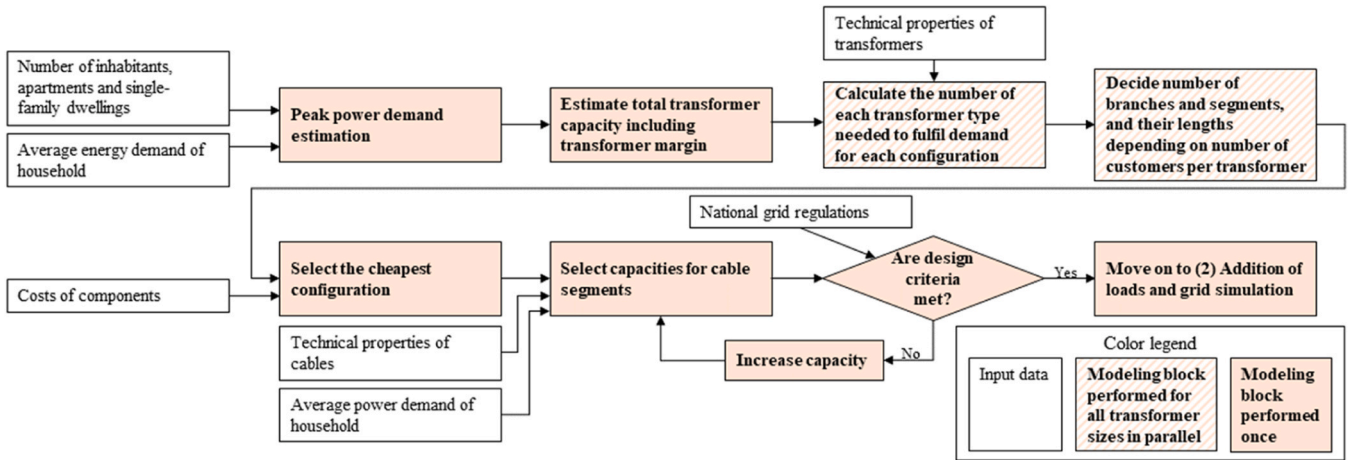 Number of inhabitants,
apartments and single-
family dwellings
Average energy demand of
household
Peak power demand
estimation
Estimate total transformer
capacity including
transformer margin
Technical properties of
transformers
Calculate the number of
each transformer type
needed to fulfil demand
for each configuration
Decide number of
branches and segments,
and their lengths
depending on number of
customers per transformer
Costs of components
Select the cheapest
configuration
Technical properties of
cables
Average power demand of
household
Select capacities for cable
segments
National grid regulations
Are design
criteria
met?
Yes
No
Increase capacity
Move on to (2) Addition of
loads and grid simulation
Color legend
Input data
Modeling block
performed for
all transformer
sizes in parallel
Modeling
block
performed
once